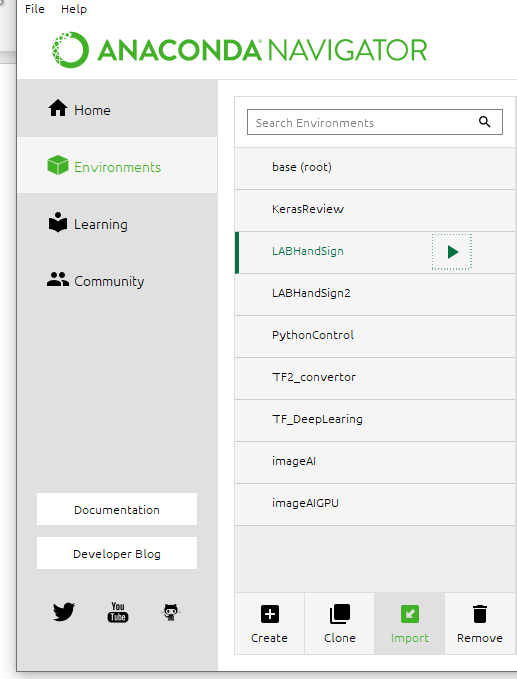 File Help
ANACONDA NAVIGATOR
Home
Environments
Learning
Community
Documentation
Developer Blog
You
Tube
Search Environments
base (root)
KerasReview
LABHandSign
LABHandSign2
PythonControl
TF2_convertor
TF_DeepLearing
imageAI
imageAIGPU
Create Clone Import Remove